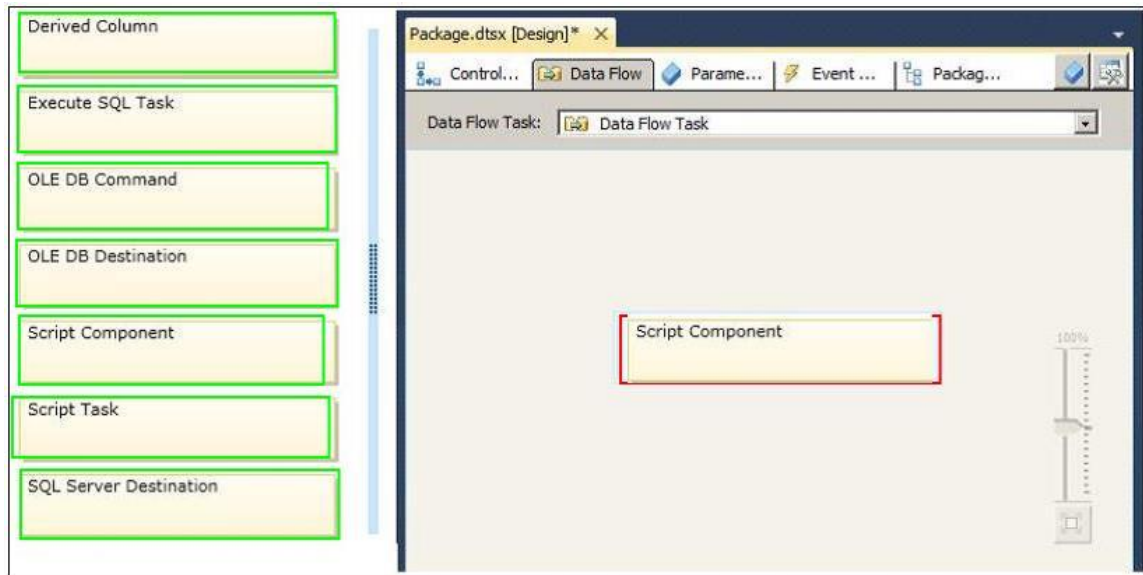 Derived Column
Execute SQL Task
OLE DB Command
OLE DB Destination
Script Component
Script Task
SQL Server Destination
Package.dtsx [Design]*
Control... Data Flow Parame... Event ... Packag...
Data Flow Task: Data Flow Task
Script Component
100%